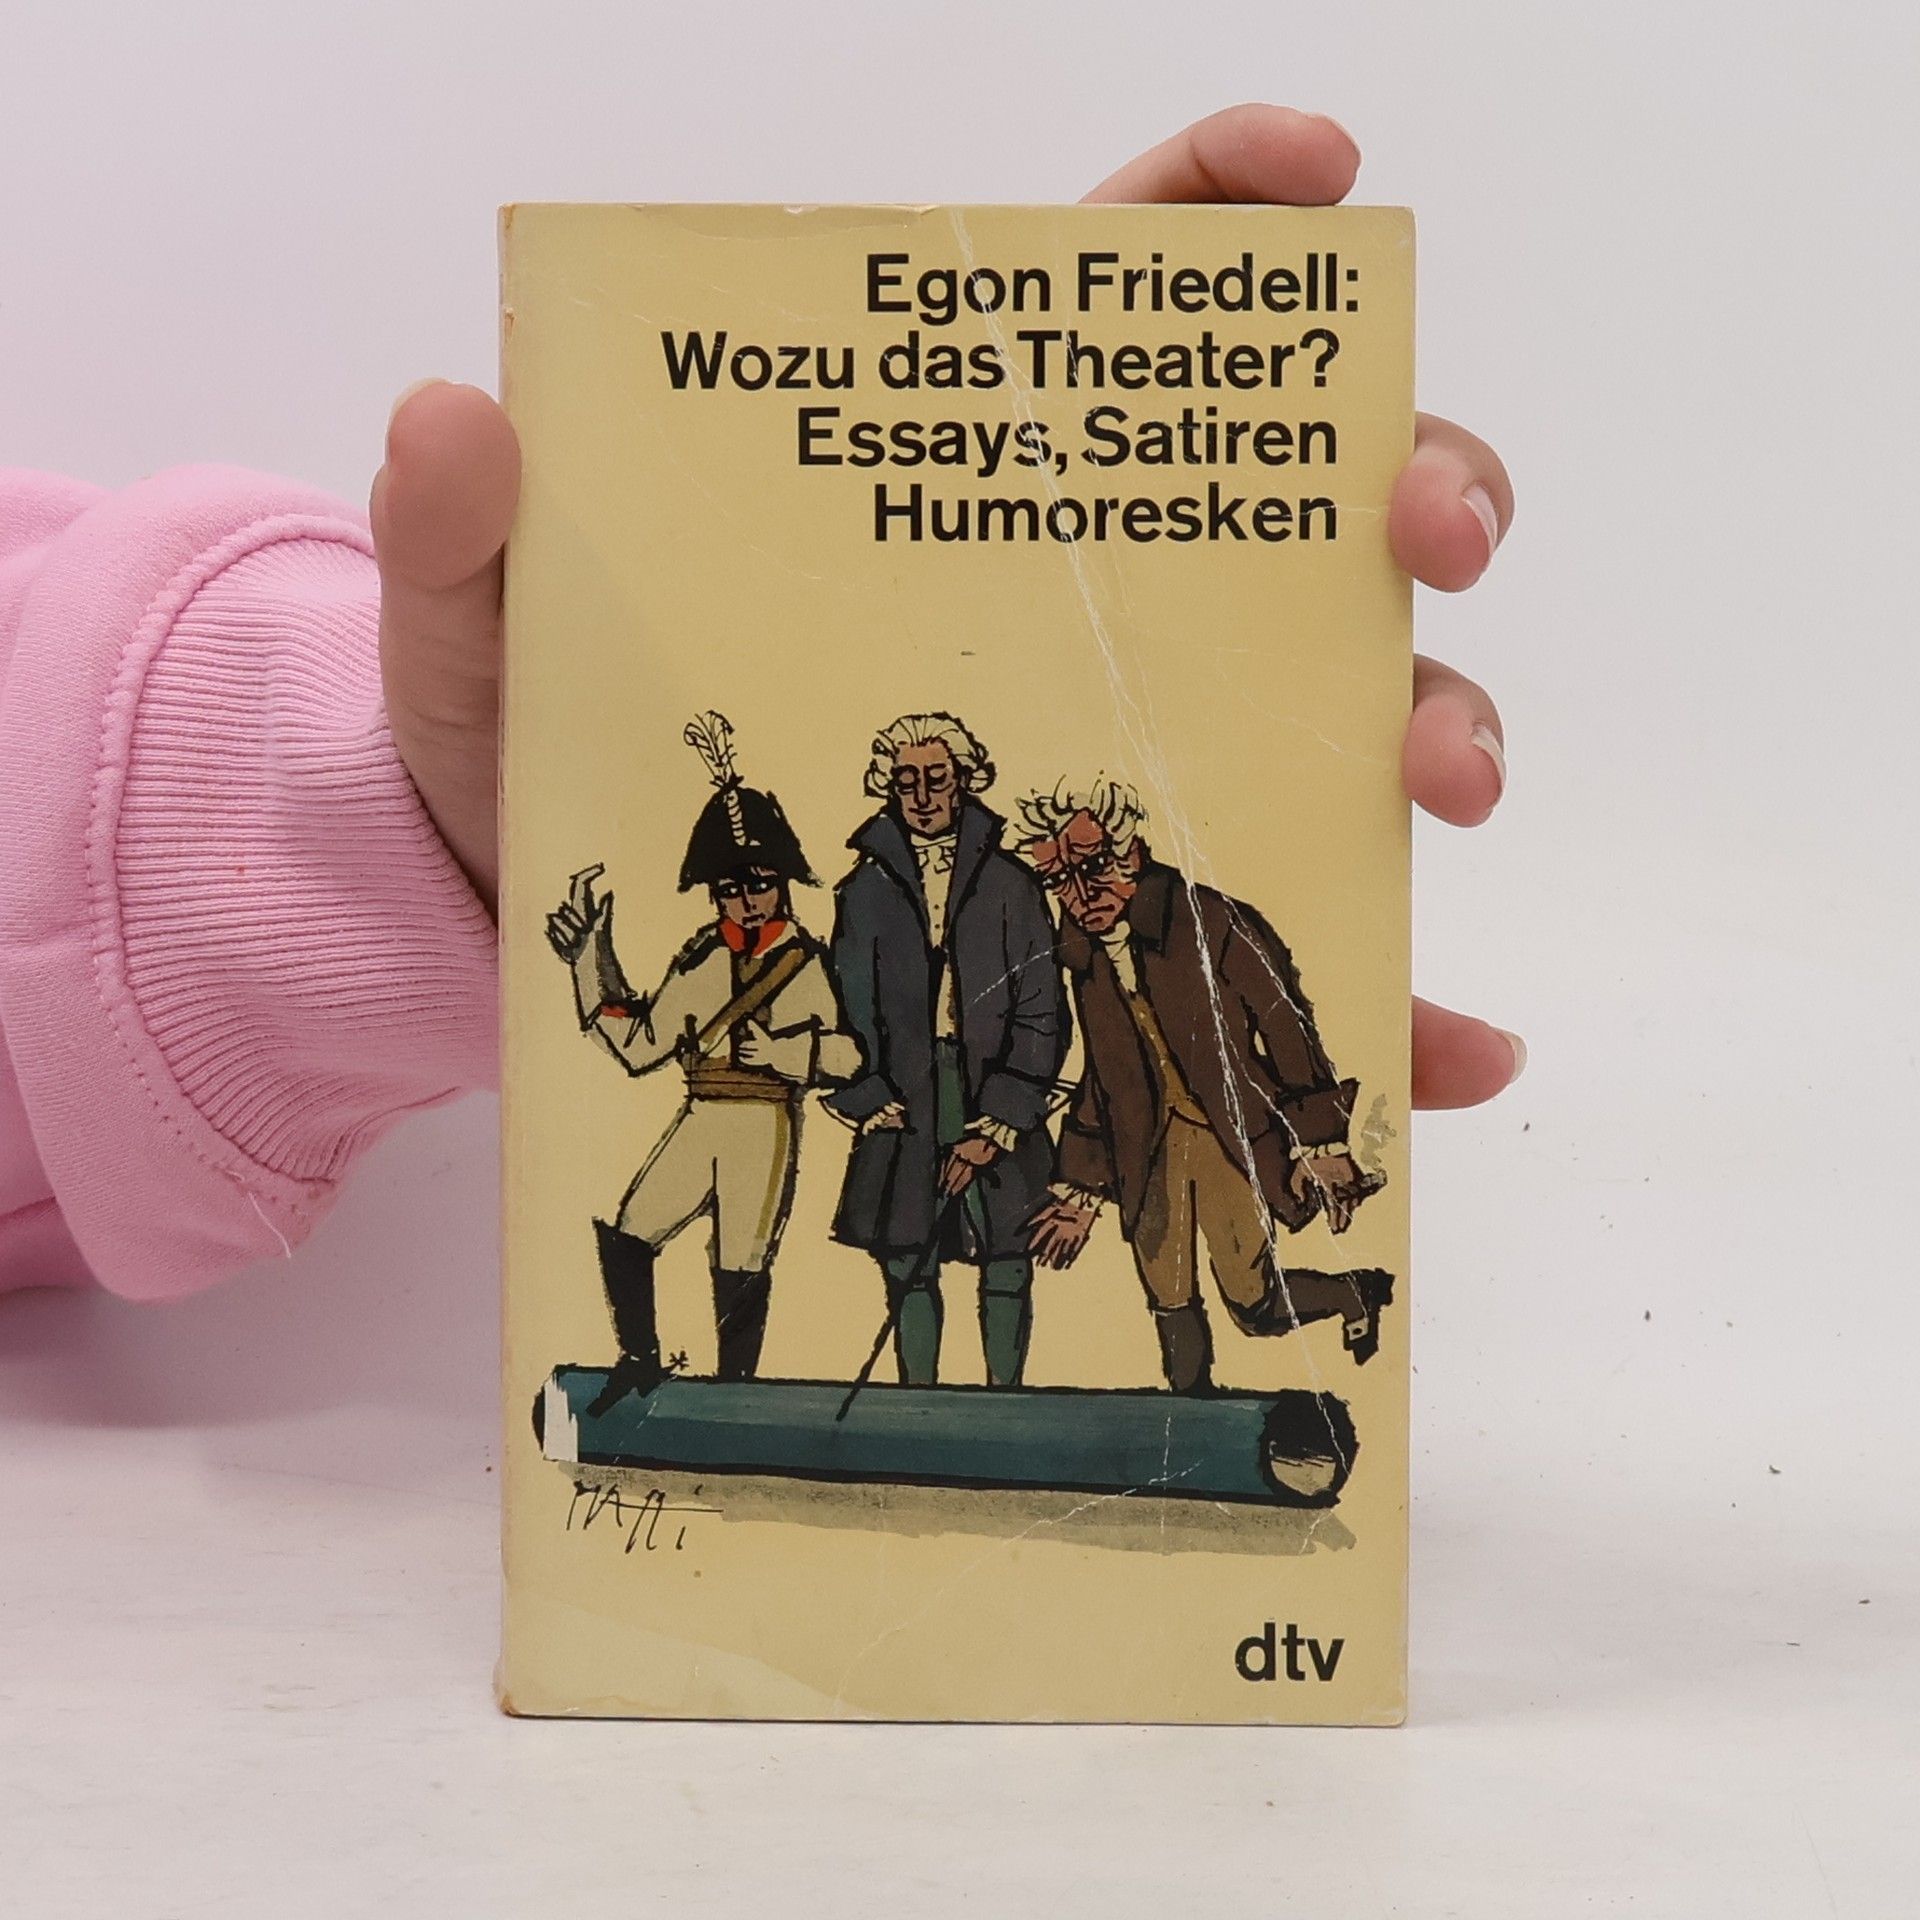 Egon Friedell:
Wozu das Theater?
Essays, Satiren
Humoresken
dtv